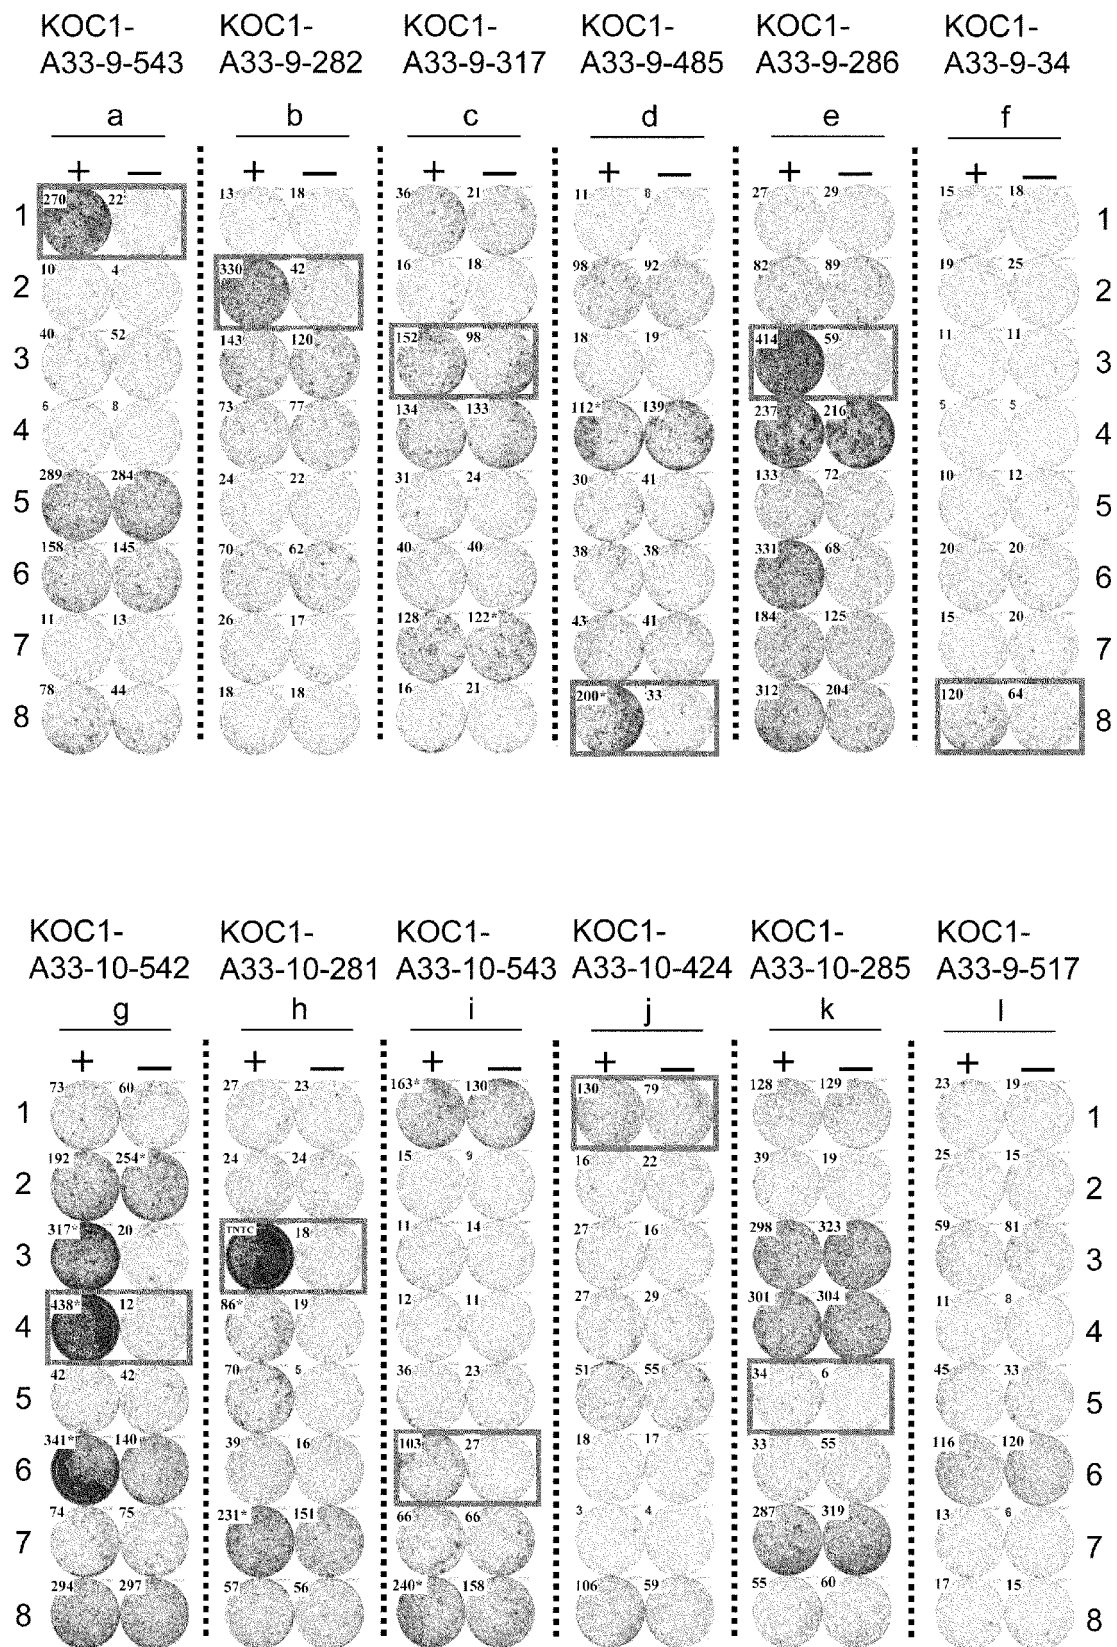 KOC1- KOC1- KOC1- KOC1- KOC1- KOC1-
A33-9-543 A33-9-282 A33-9-317 A33-9-485 A33-9-286 A33-9-34
a b c d e f
+ — + — + — + — + — + —
1 270 22 13 18 36 21 11 8 27 29 15 18 1
2 10 4 330 42 16 18 98 92 82 89 19 25 2
3 40 52 143 120 152 98 18 19 414 59 11 11 3
4 6 8 73 77 134 133 112* 139 237 216 5 5 4
5 289 284 24 22 31 24 30 41 133 72 10 12 5
6 158 145 70 62 40 40 38 38 331 68 20 20 6
7 11 13 26 17 128 122* 43 41 184 125 15 20 7
8 78 44 18 18 16 21 200* 33 312 204 120 64 8
KOC1- KOC1- KOC1- KOC1- KOC1- KOC1-
A33-10-542 A33-10-281 A33-10-543 A33-10-424 A33-10-285 A33-9-517
g h i j k l
+ — + — + — + — + — + —
1 73 60 27 23 163* 130 130 79 128 129 23 19 1
2 192 254* 24 24 15 9 16 22 39 19 25 15 2
3 317* 20 TNTC 18 11 14 27 16 298 323 59 81 3
4 438* 12 86* 19 12 11 27 29 301 304 11 8 4
5 42 42 70 5 36 23 51 55 34 6 45 33 5
6 341* 140 39 16 103 27 18 17 33 55 116 120 6
7 74 75 231* 151 66 66 3 4 287 319 13 6 7
8 294 297 57 56 240* 158 106 59 55 60 17 15 8